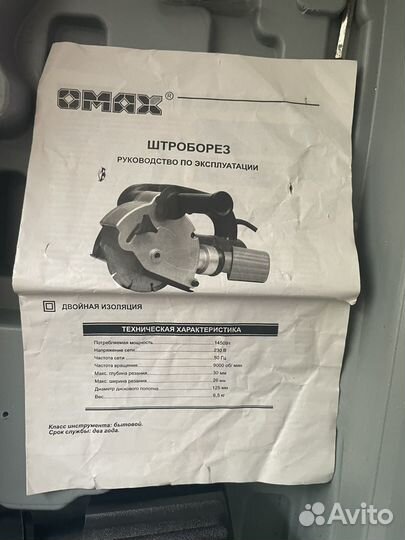 OMAX®
ШТРОБОРЕЗ
РУКОВОДСТВО ПО ЭКСПЛУАТАЦИИ
ДВОЙНАЯ ИЗО�ляция
ТЕХНИЧЕСКАЯ ХАРАКТЕРИСТИКА
Потребляемая мощность 1450Вт
Напряжение сети 230 В
Частота сети 50 Гц
Частота вращения 9000 об/ мин
Макс. глубина резания 30 мм
Макс. ширина резания 26 мм
Диаметр дискового полотна 125 мм
Вес 6,5 кг
Класс инструмента: бытовой.
Срок службы: два года.
Avito